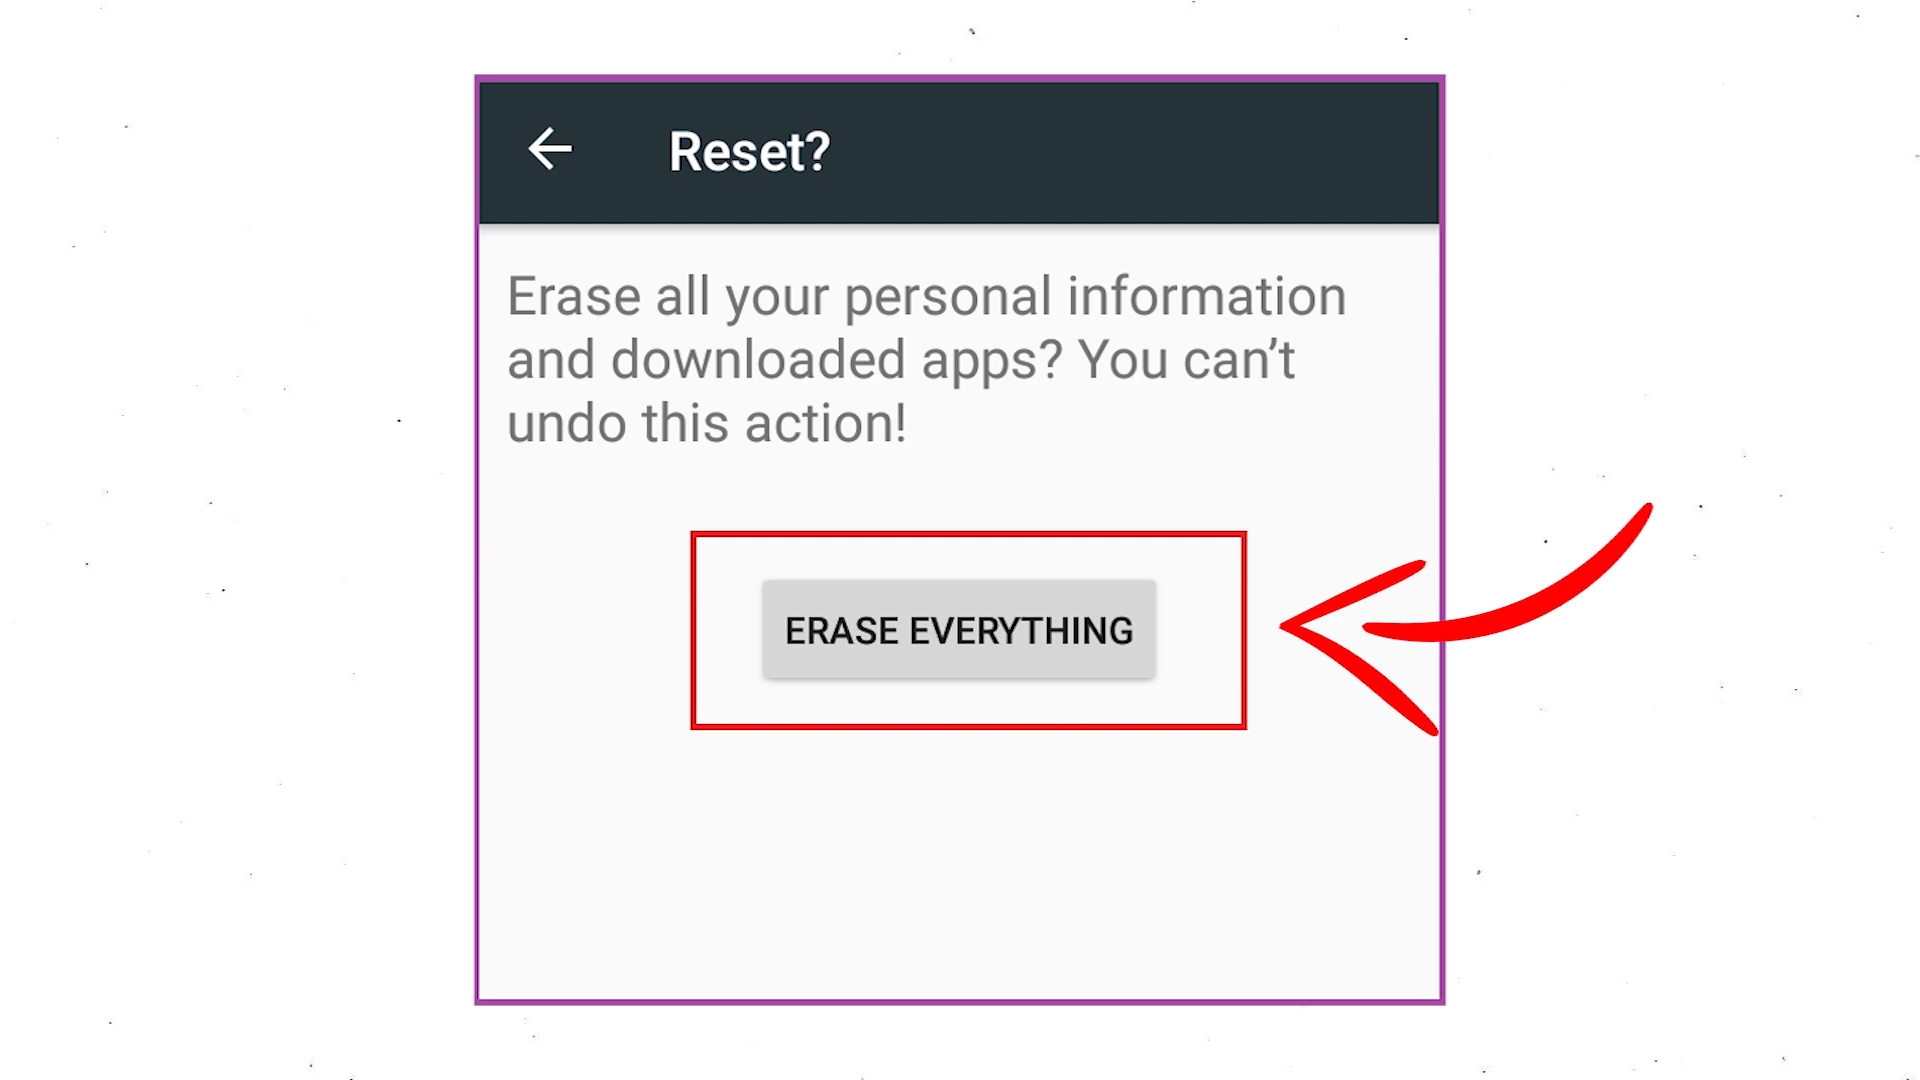 Reset?
Erase all your personal information
and downloaded apps? You can’t
undo this action!
ERASE EVERYTHING